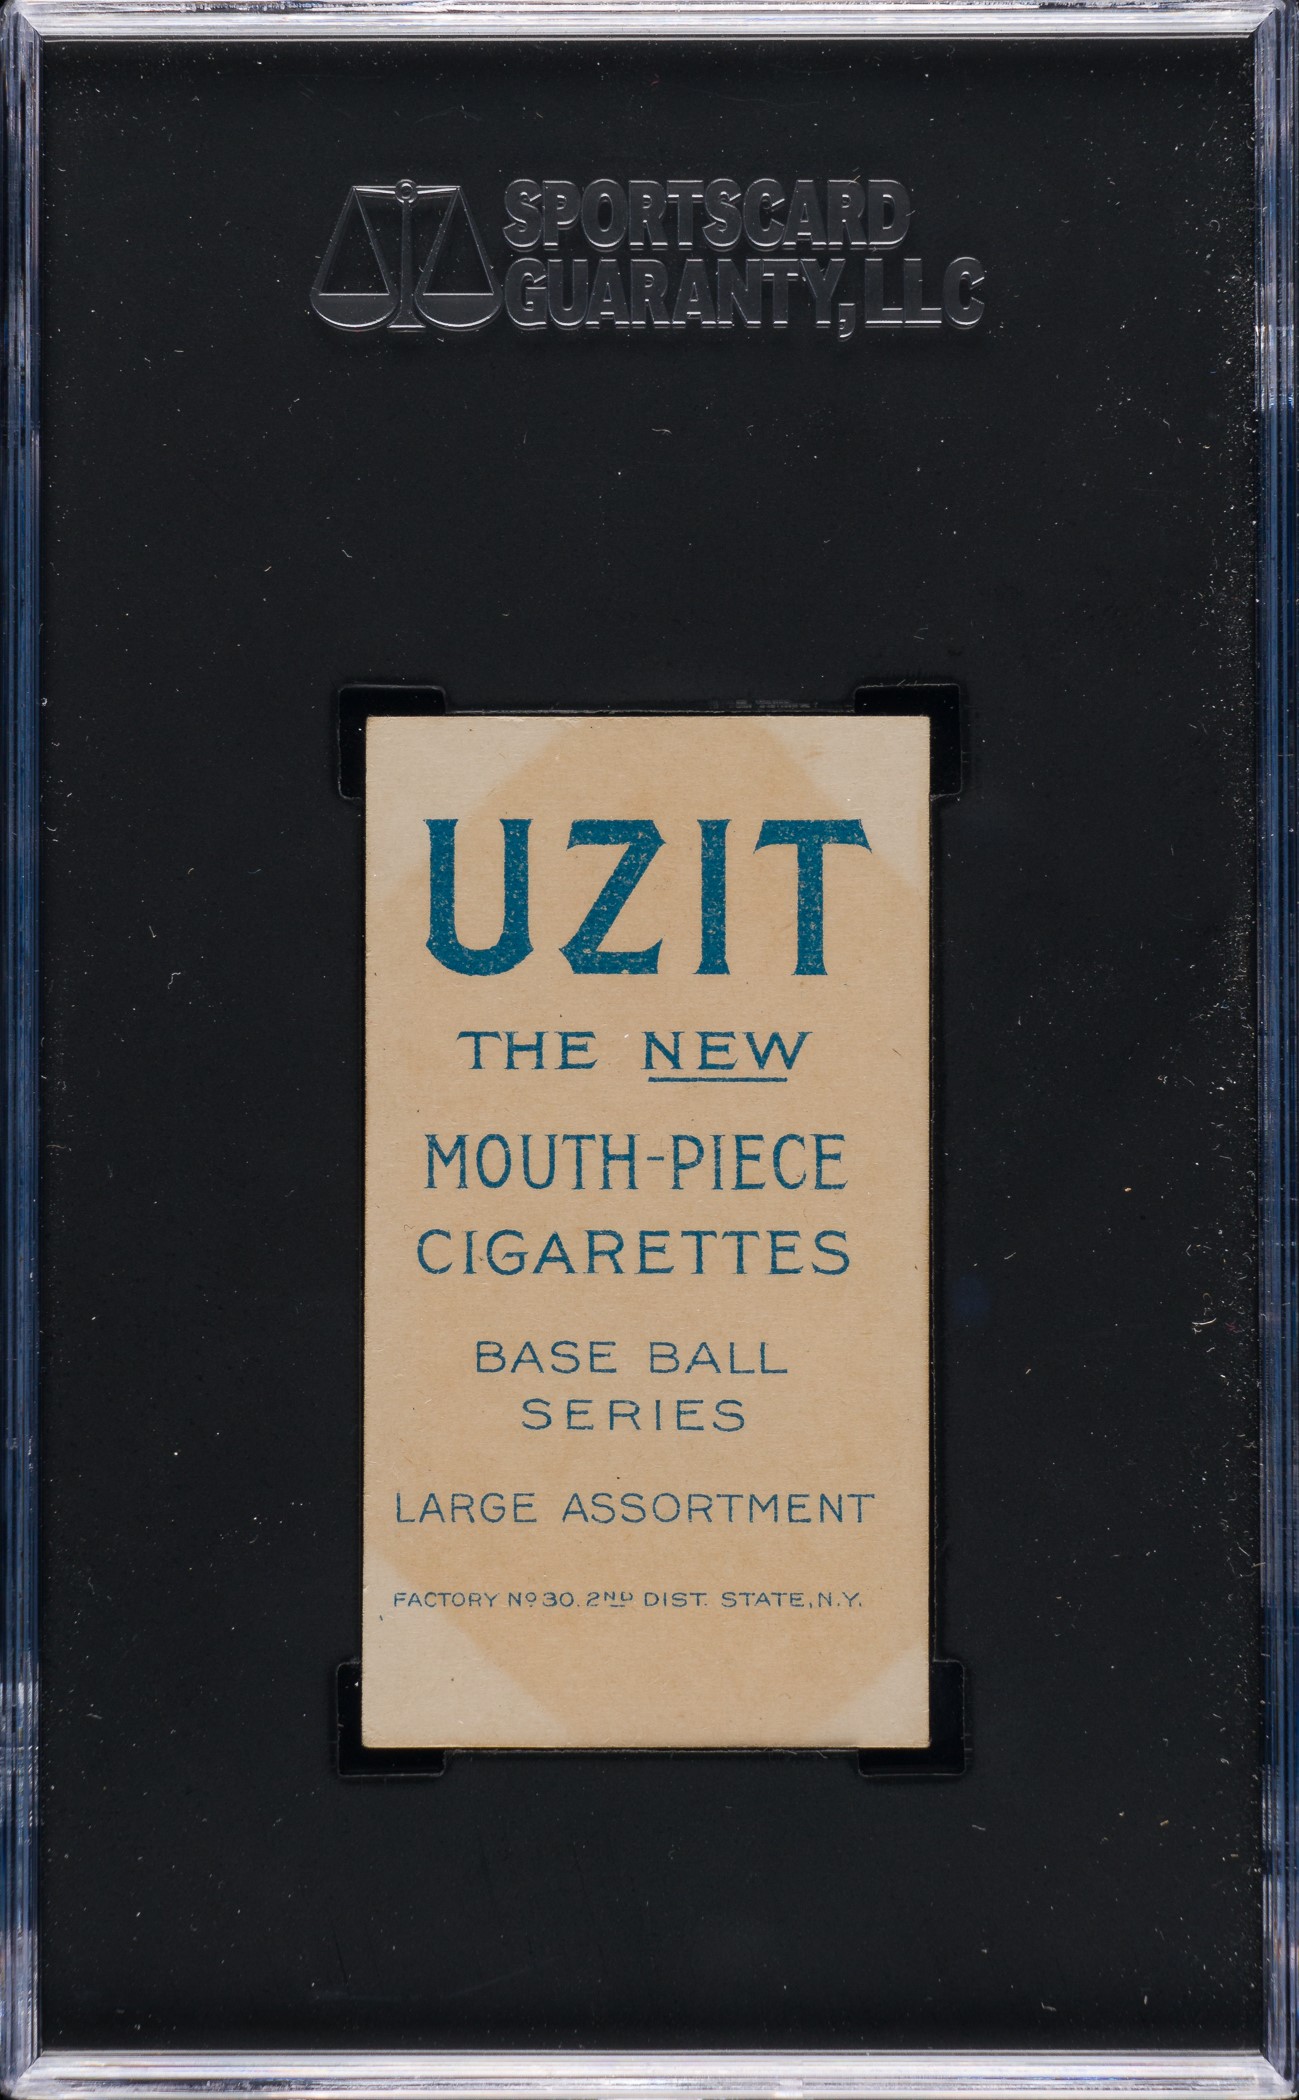 SPORTSCARD
GUARANTY, LLC
UZIT
THE NEW
MOUTH-PIECE
CIGARETTES
BASE BALL
SERIES
LARGE ASSORTMENT
FACTORY Nº 30. 2ND DIST. STATE, N.Y.